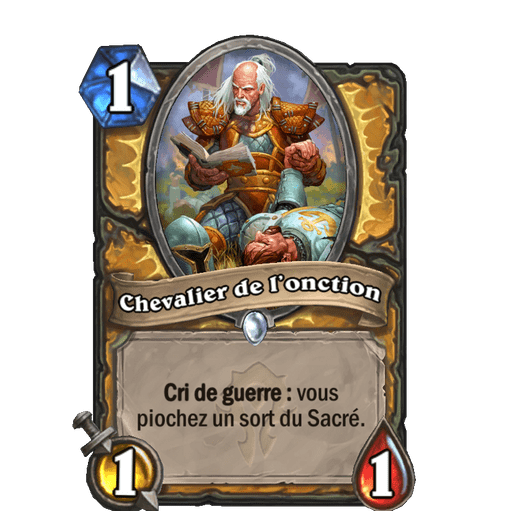 1
Chevalier de l'onction
Cri de guerre : vous
piochez un sort du Sacré.
1
1